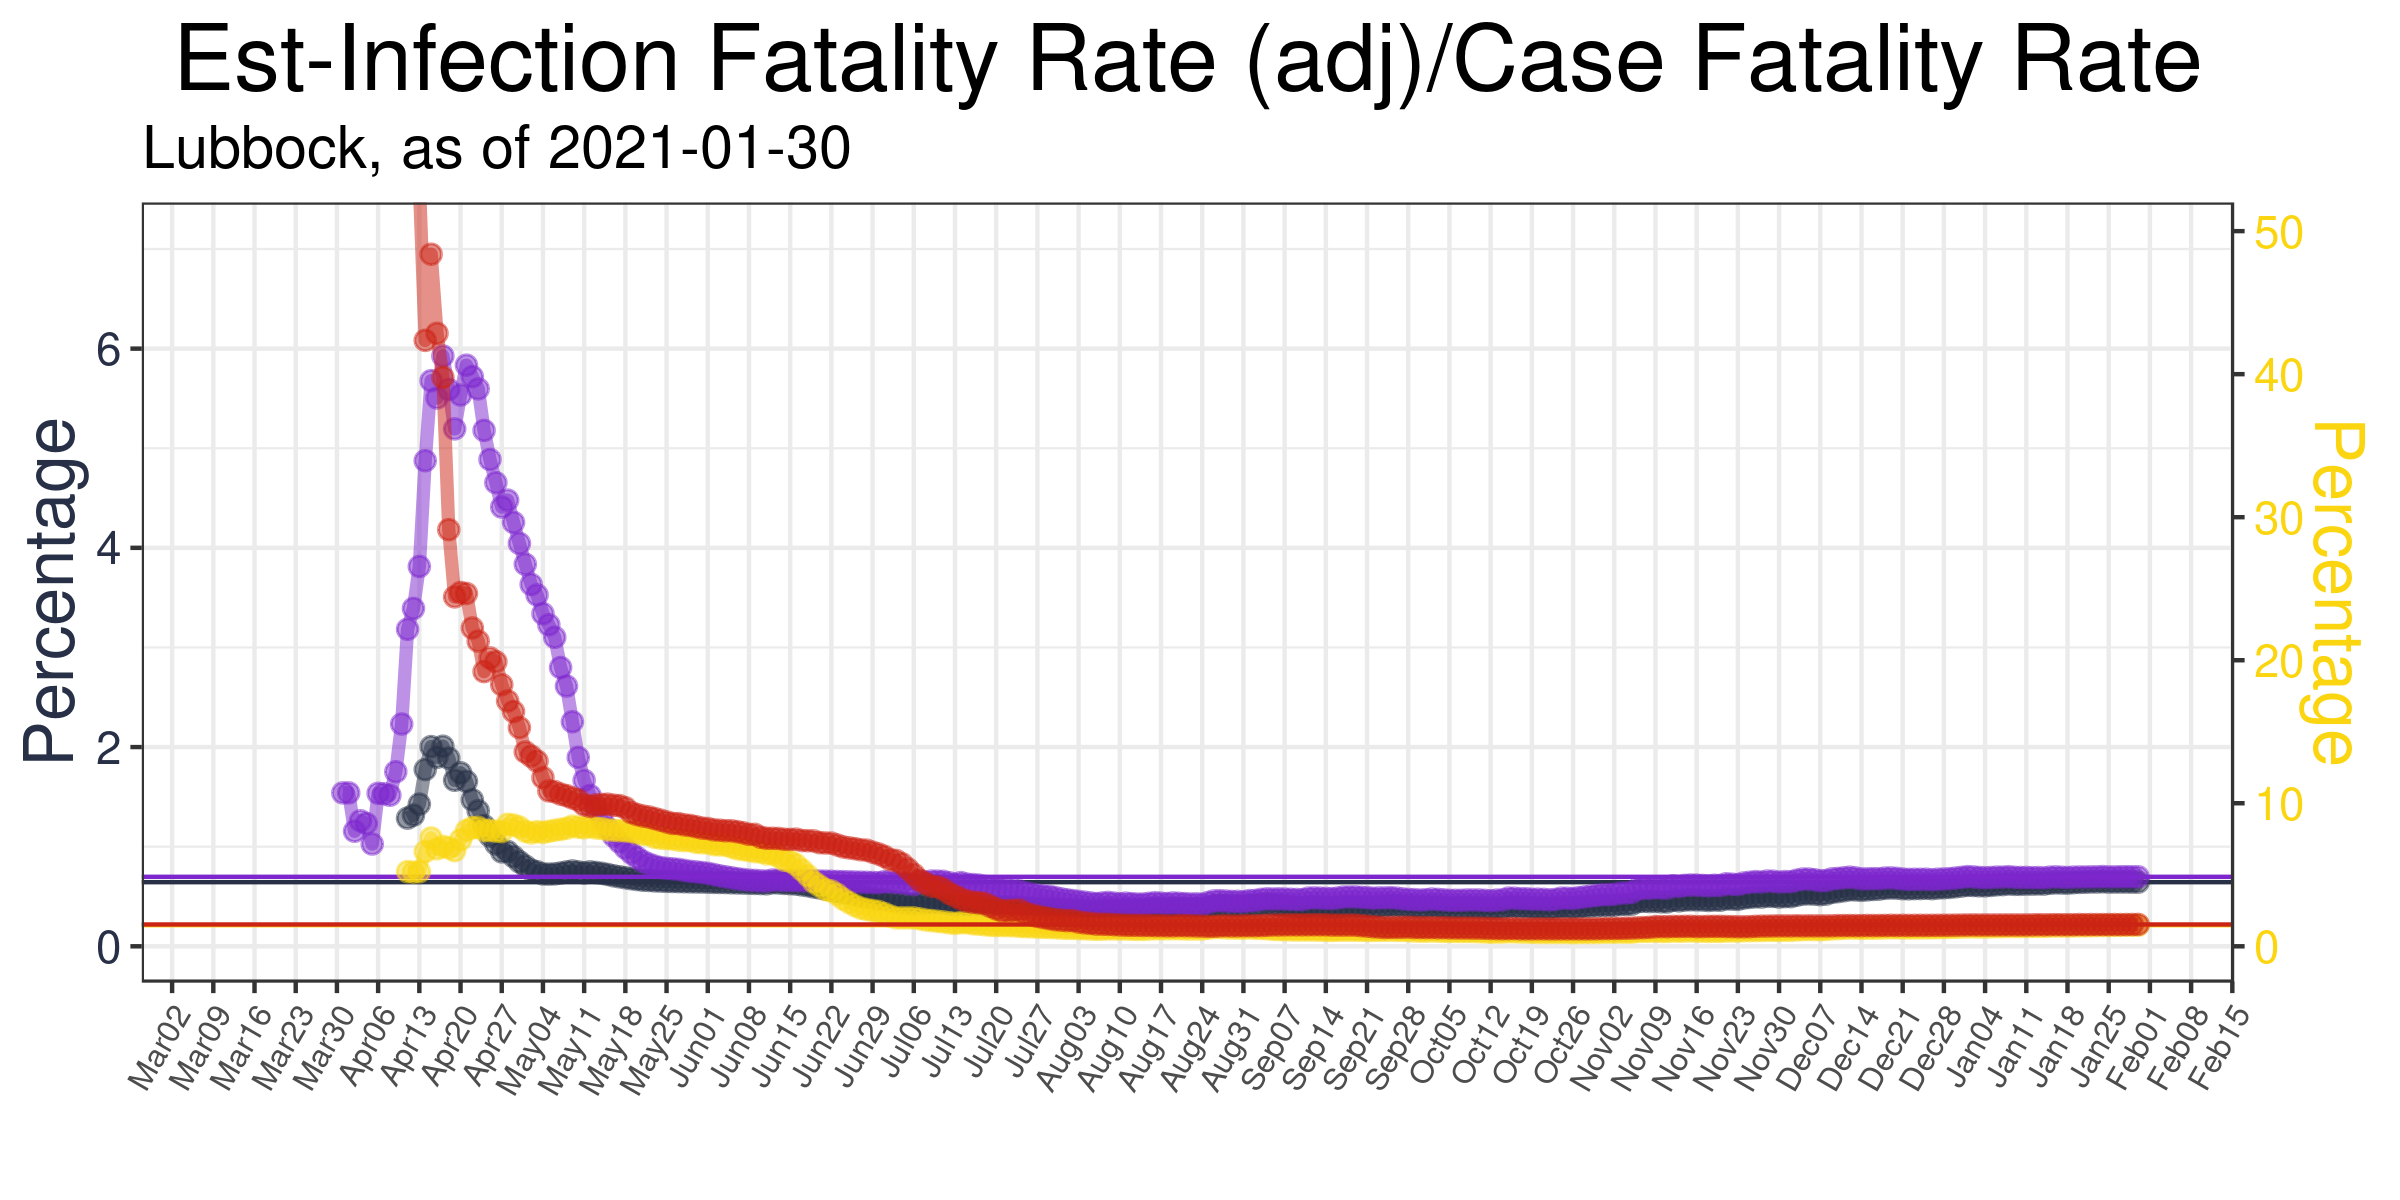 Est-Infection Fatality Rate (adj)/Case Fatality Rate
Lubbock, as of 2021-01-30
Percentage
6
4
2
0
50
40
30
20
10
0
Percentage
Mar02
Mar09
Mar16
Mar23
Mar30
Apr06
Apr13
Apr20
Apr27
May04
May11
May18
May25
Jun01
Jun08
Jun15
Jun22
Jun29
Jul06
Jul13
Jul20
Jul27
Aug03
Aug10
Aug17
Aug24
Aug31
Sep07
Sep14
Sep21
Sep28
Oct05
Oct12
Oct19
Oct26
Nov02
Nov09
Nov16
Nov23
Nov30
Dec07
Dec14
Dec21
Dec28
Jan04
Jan11
Jan18
Jan25
Feb01
Feb08
Feb15